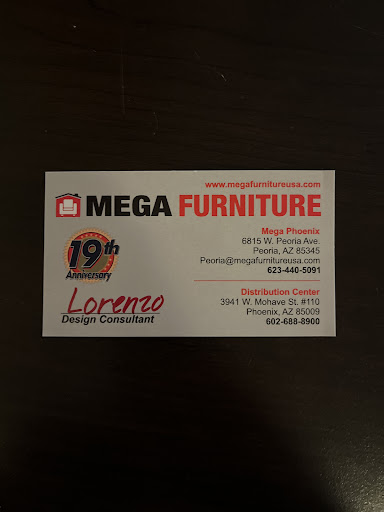 www.megafurnitureusa.com
MEGA FURNITURE
19th
Anniversary
Lorenzo
Design Consultant
Mega Phoenix
6815 W. Peoria Ave.
Peoria, AZ 85345
Peoria@megafurnitureusa.com
623-440-5091
Distribution Center
3941 W. Mohave St. #110
Phoenix, AZ 85009
602-688-8900